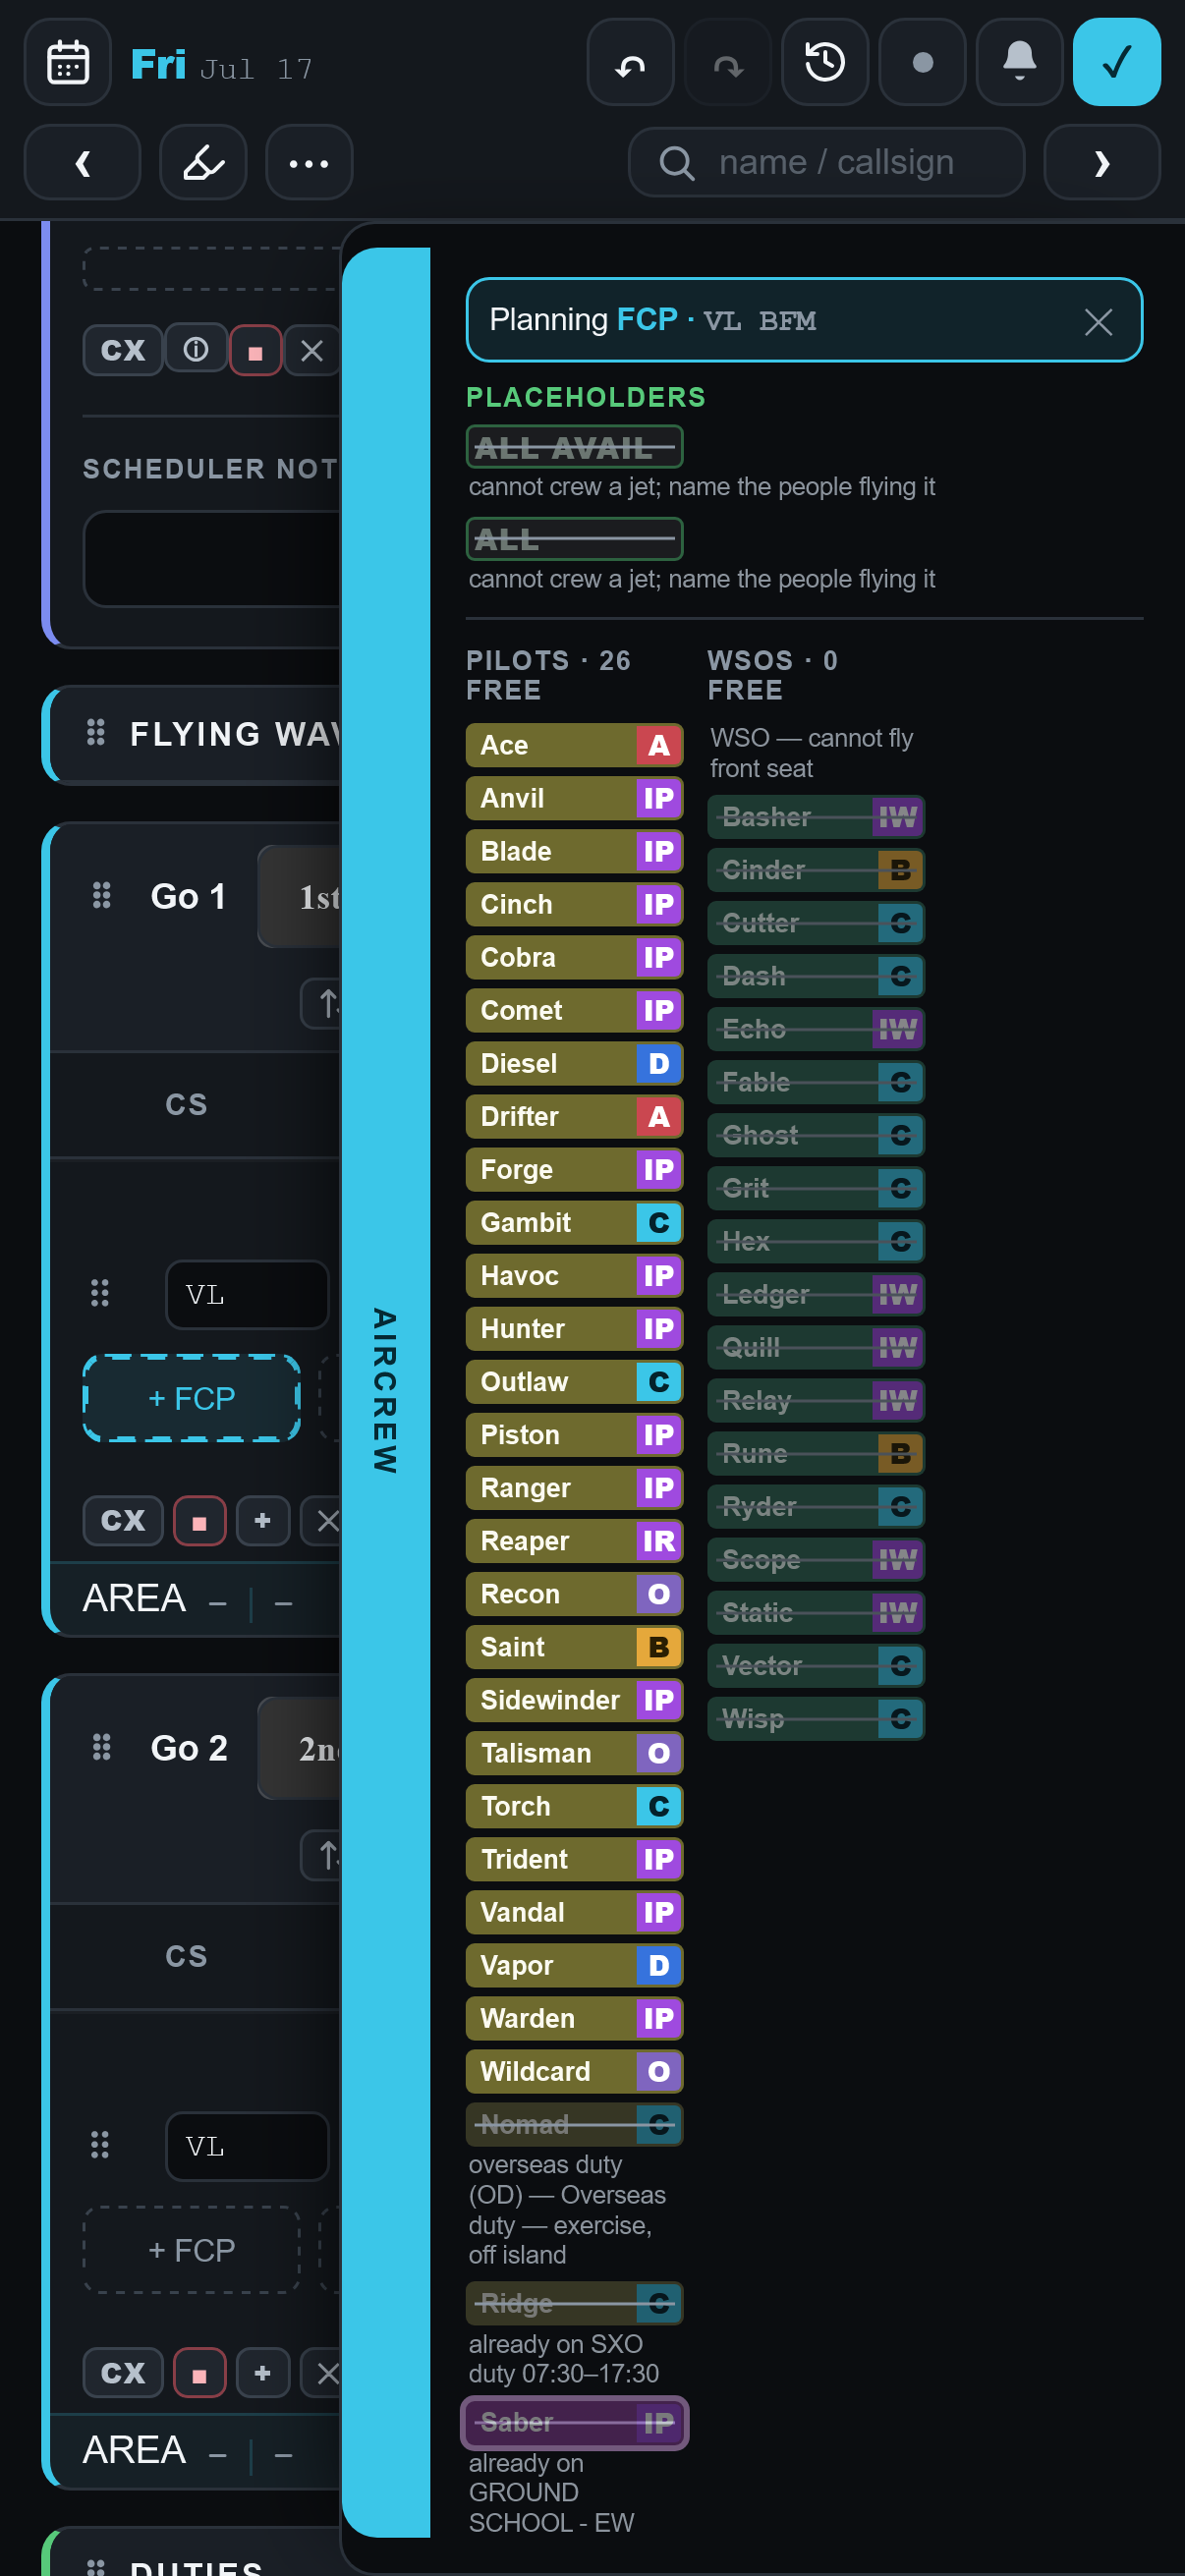 Fri Jul 17
name / callsign
CX
SCHEDULER NOT
FLYING WAV
Go 1 1st
CS
VL
+ FCP
CX
AREA – | –
Go 2 2n
CS
VL
+ FCP
CX
AREA – | –
DUTIES
AIRCREW
Planning FCP · VL BFM
PLACEHOLDERS
ALL AVAIL
cannot crew a jet; name the people flying it
ALL
cannot crew a jet; name the people flying it
PILOTS · 26
FREE
Ace A
Anvil IP
Blade IP
Cinch IP
Cobra IP
Comet IP
Diesel D
Drifter A
Forge IP
Gambit C
Havoc IP
Hunter IP
Outlaw C
Piston IP
Ranger IP
Reaper IR
Recon O
Saint B
Sidewinder IP
Talisman O
Torch C
Trident IP
Vandal IP
Vapor D
Warden IP
Wildcard O
Nomad C
overseas duty
(OD) — Overseas
duty — exercise,
off island
Ridge C
already on SXO
duty 07:30–17:30
Saber IP
already on
GROUND
SCHOOL - EW
WSOS · 0
FREE
WSO — cannot fly
front seat
Basher IW
Cinder B
Cutter C
Dash C
Echo IW
Fable C
Ghost C
Grit C
Hex C
Ledger IW
Quill IW
Relay IW
Rune B
Ryder C
Scope IW
Static IW
Vector C
Wisp C